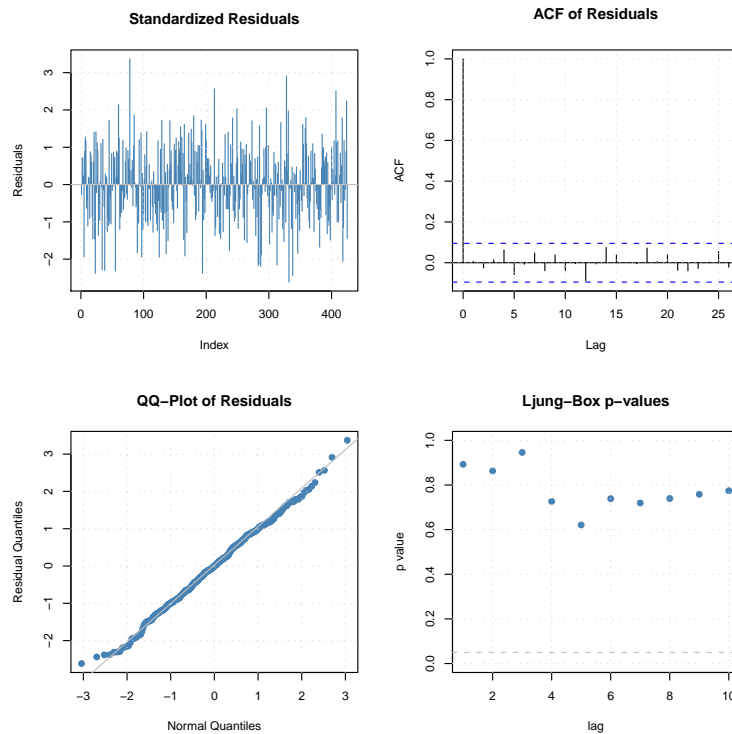 Standardized Residuals
Residuals
3
2
1
0
−1
−2
0 100 200 300 400
Index
ACF of Residuals
ACF
1.0
0.8
0.6
0.4
0.2
0.0
0 5 10 15 20 25
Lag
QQ−Plot of Residuals
Residual Quantiles
3
2
1
0
−1
−2
−3 −2 −1 0 1 2 3
Normal Quantiles
Ljung−Box p−values
p value
1.0
0.8
0.6
0.4
0.2
0.0
2 4 6 8 10
lag